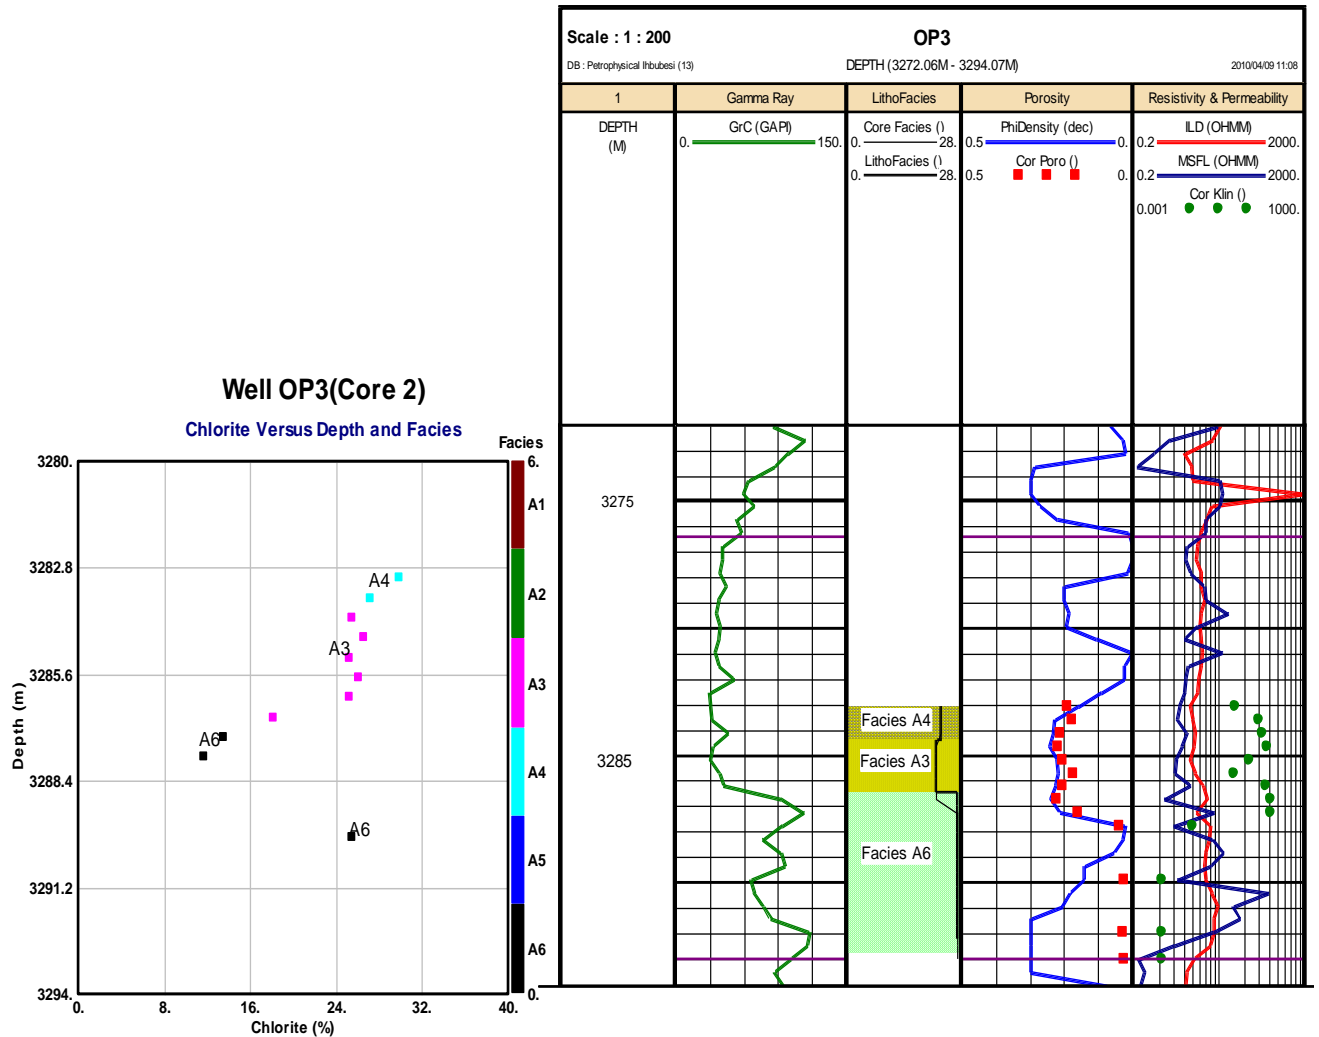 Scale : 1 : 200
OP3
DB : Petrophysical Ihbubesi (13)
DEPTH (3272.06M - 3294.07M)
2010/04/09 11:08
1
Gamma Ray
LithoFacies
Porosity
Resistivity & Permeability
DEPTH
(M)
GrC (GAPI)
0. 150.
Core Facies ()
0. 28.
LithoFacies ()
0. 28.
PhiDensity (dec)
0.5 0.
Cor Poro ()
0.5 0.
ILD (OHMM)
0.2 2000.
MSFL (OHMM)
0.2 2000.
Cor Klin ()
0.001 1000.
3275
3285
Facies A4
Facies A3
Facies A6
Well OP3(Core 2)
Chlorite Versus Depth and Facies
Facies
3280.
3282.8
3285.6
3288.4
3291.2
3294.
Depth (m)
A4
A3
A6
A6
6.
A1
A2
A3
A4
A5
A6
0.
0. 8. 16. 24. 32. 40.
Chlorite (%)